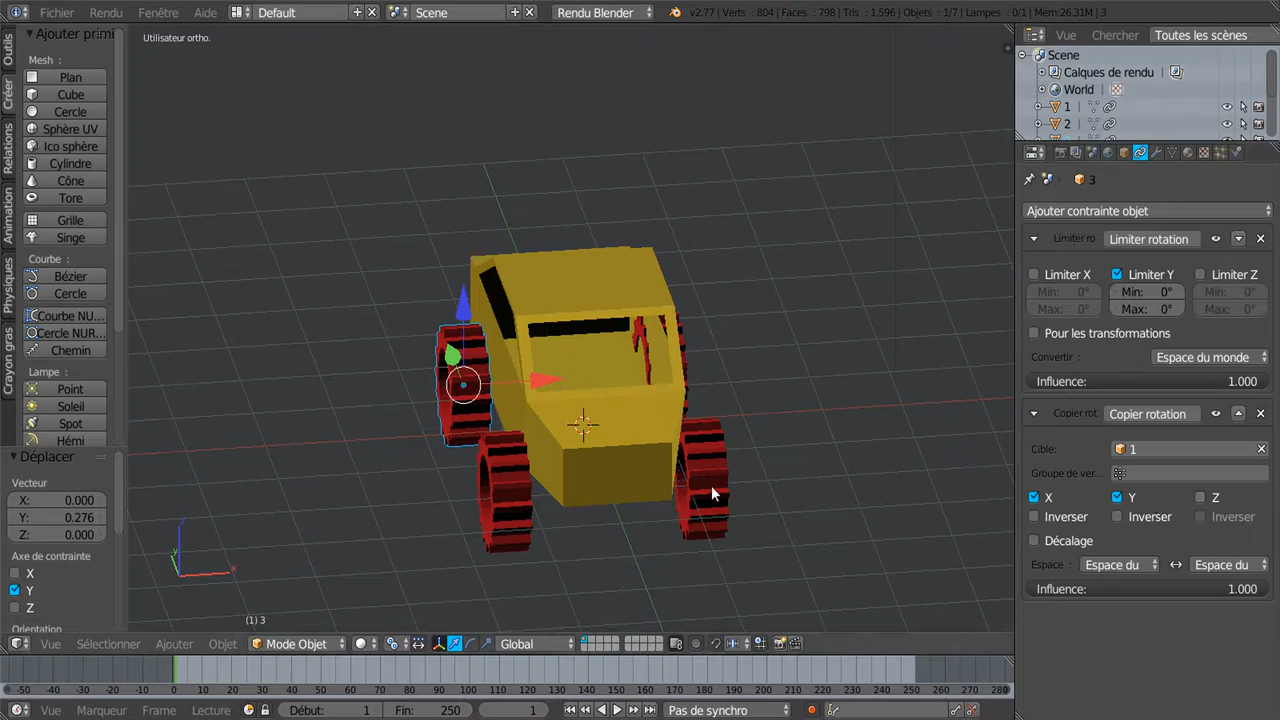 Fichier Rendu Fenêtre Aide Default Scene Rendu Blender v2.77 | Verts : 804 | Faces : 798 | Tris : 1,596 | Objets : 1/7 | Lampes : 0/1 | Mem:26.31M | 3
Ajouter primi
Utilisateur ortho.
Outils
Créer
Relations
Animation
Physiques
Crayon gras
Mesh :
Plan
Cube
Cercle
Sphère UV
Ico sphère
Cylindre
Cône
Tore
Grille
Singe
Courbe :
Bézier
Cercle
Courbe NU...
Cercle NUR...
Chemin
Lampe :
Point
Soleil
Spot
Hémi
Déplacer
Vecteur
X: 0.000
Y: 0.276
Z: 0.000
Axe de contrainte
X
Y
Z
Orientation
z
y
x
(1) 3
Vue Chercher Toutes les scènes
Scene
Calques de rendu
World
1
2
3
Ajouter contrainte objet
Limiter ro Limiter rotation
Limiter X Limiter Y Limiter Z
Min: 0° Min: 0° Min: 0°
Max: 0° Max: 0° Max: 0°
Pour les transformations
Convertir : Espace du monde
Influence: 1.000
Copier rot Copier rotation
Cible: 1
Groupe de ver...
X Y Z
Inverser Inverser Inverser
Décalage
Espace : Espace du Espace du
Influence: 1.000
Vue Sélectionner Ajouter Objet Mode Objet Global
-50 -40 -30 -20 -10 0 10 20 30 40 50 60 70 80 90 100 110 120 130 140 150 160 170 180 190 200 210 220 230 240 250 260 270 280
Vue Marqueur Frame Lecture Début: 1 Fin: 250 1 Pas de synchro